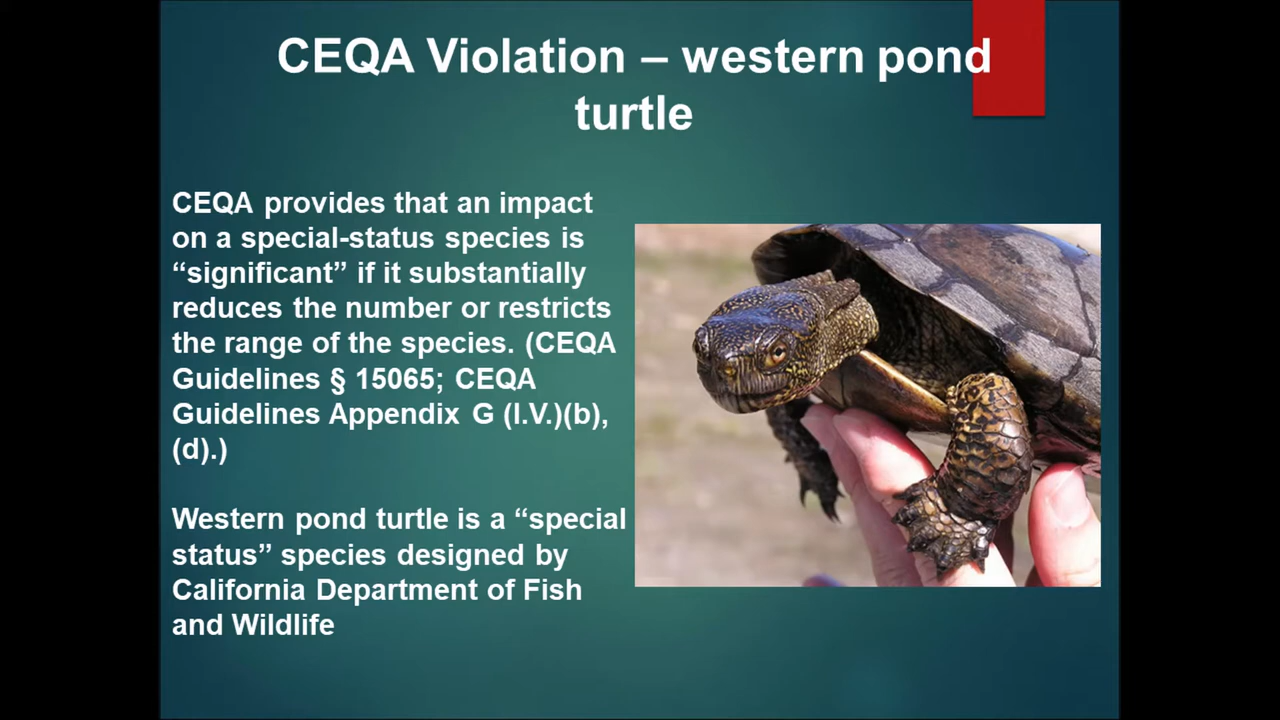 CEQA Violation – western pond
turtle
CEQA provides that an impact
on a special-status species is
“significant” if it substantially
reduces the number or restricts
the range of the species. (CEQA
Guidelines § 15065; CEQA
Guidelines Appendix G (I.V.)(b),
(d).)
Western pond turtle is a “special
status” species designed by
California Department of Fish
and Wildlife